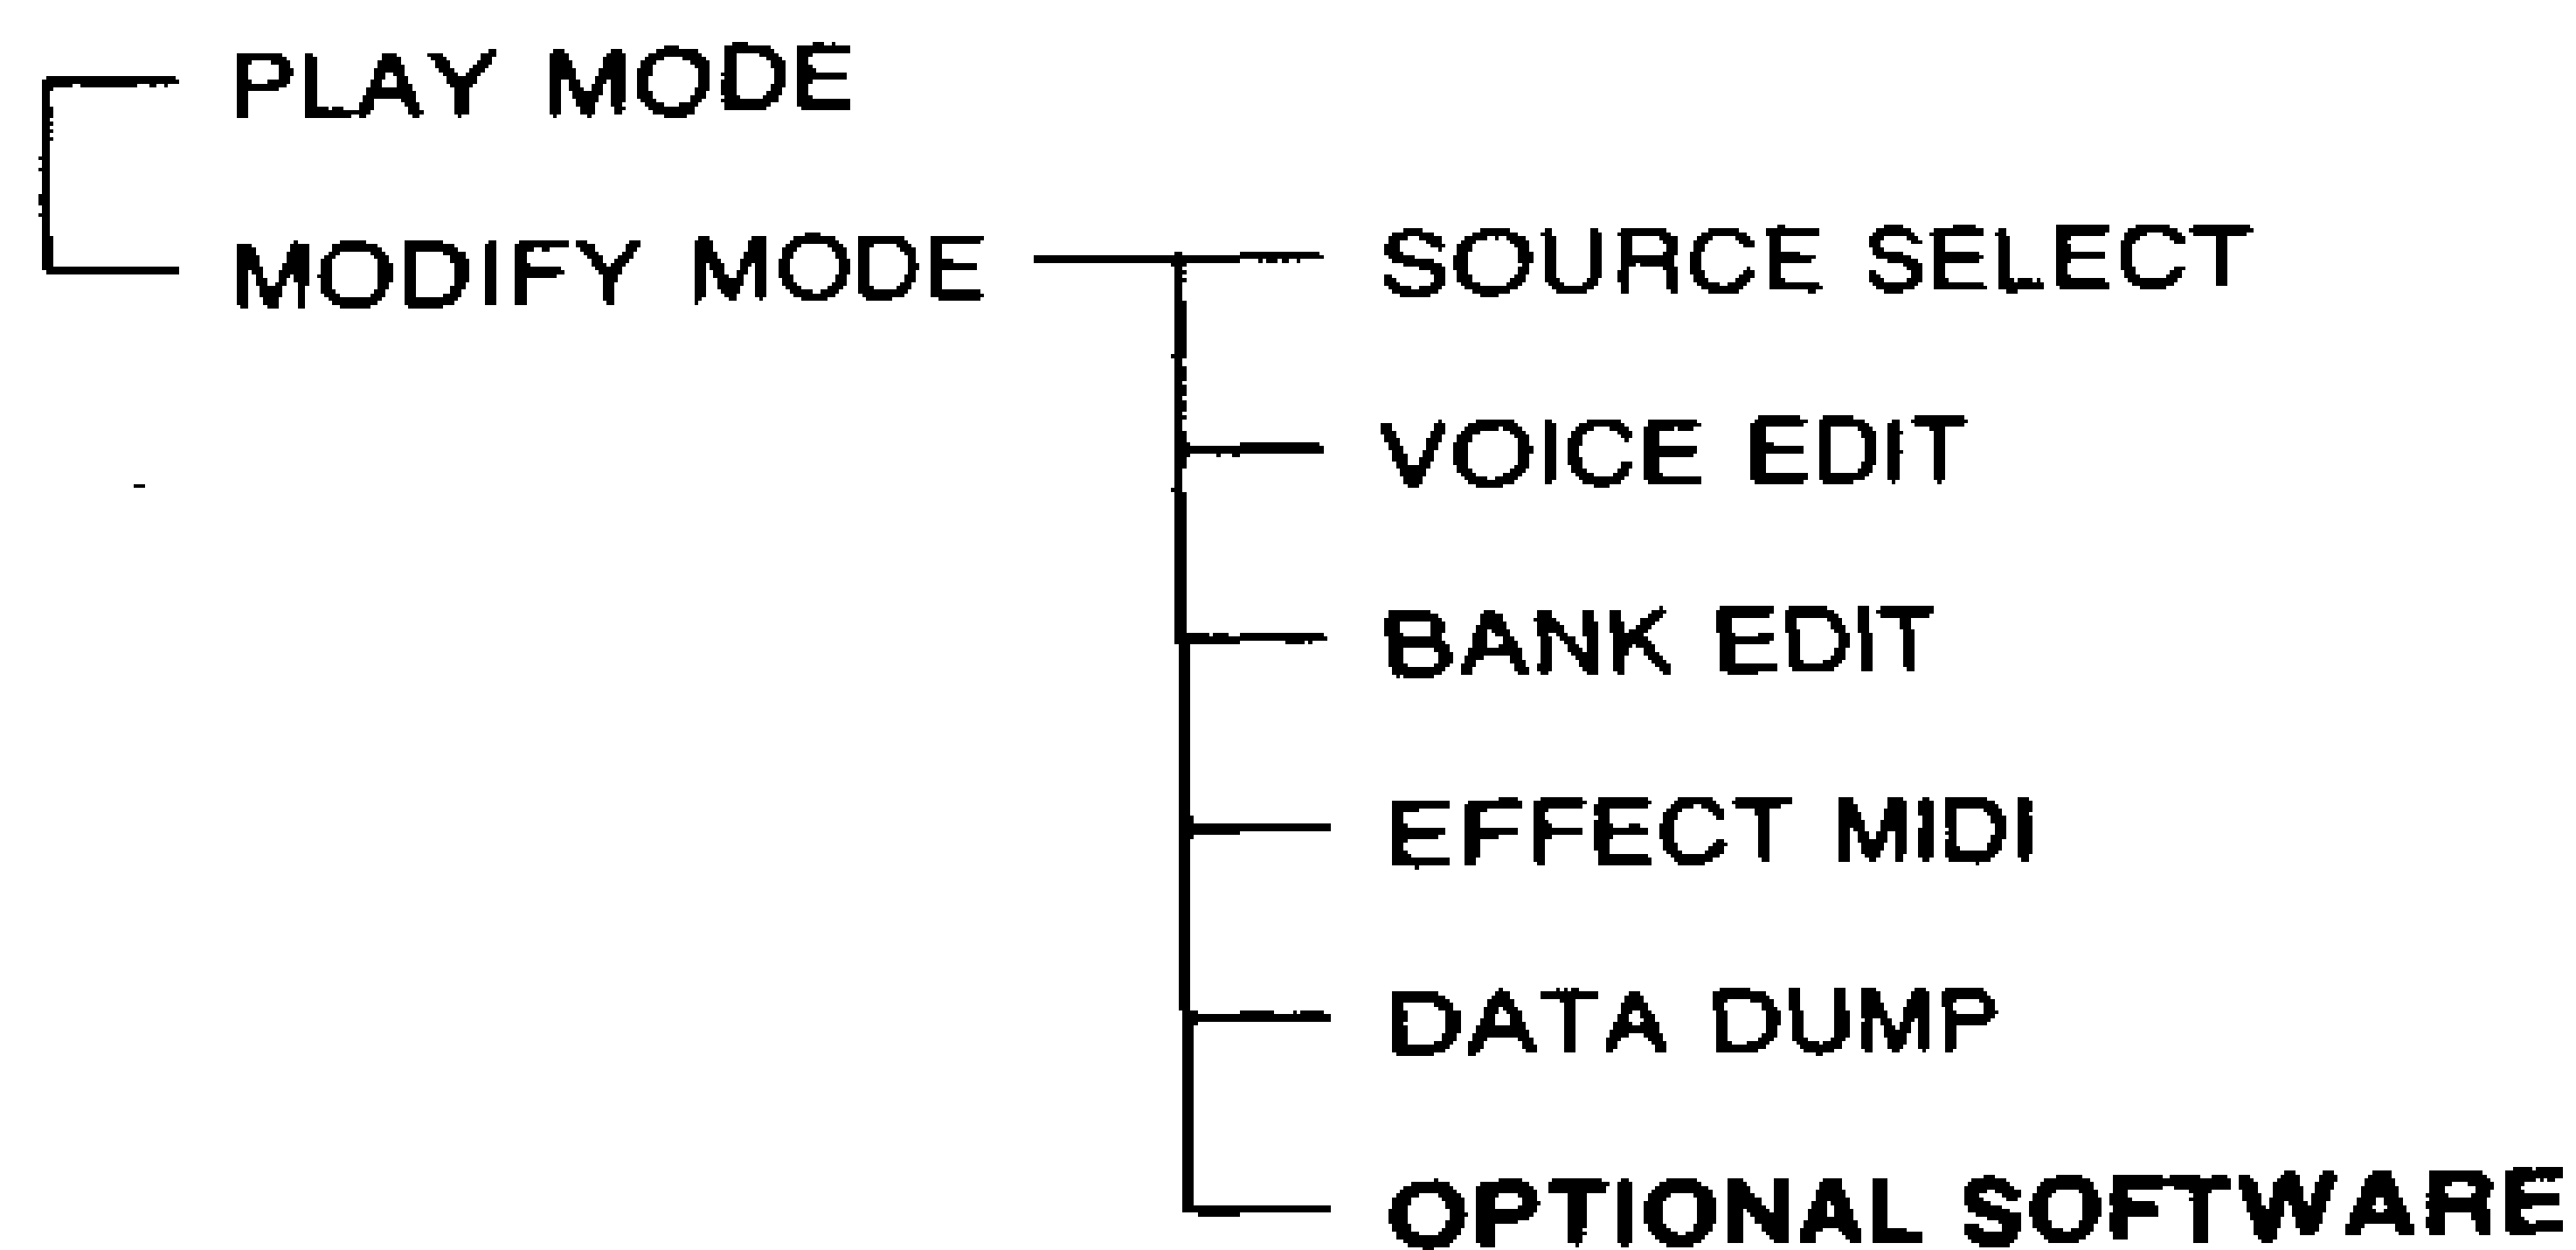 PLAY MODE
MODIFY MODE
SOURCE SELECT
VOICE EDIT
BANK EDIT
EFFECT MIDI
DATA DUMP
OPTIONAL SOFTWARE